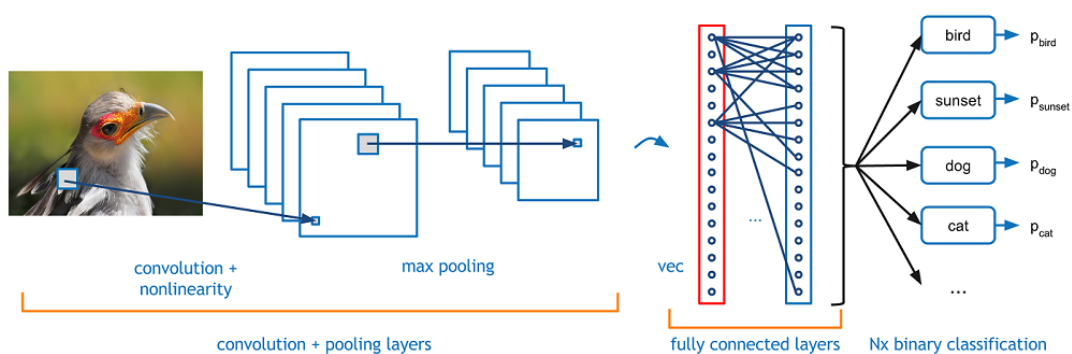 bird
p_bird
sunset
p_sunset
dog
p_dog
cat
p_cat
...
...
convolution +
nonlinearity
max pooling
vec
convolution + pooling layers
fully connected layers
Nx binary classification